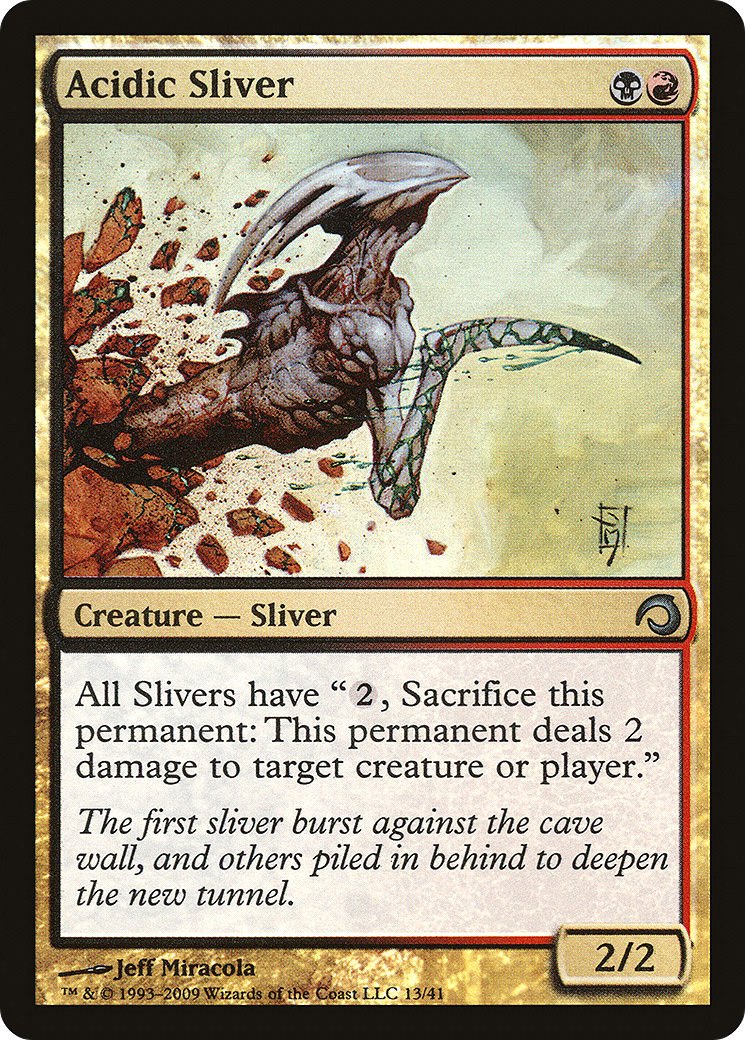 Acidic Sliver
Creature — Sliver
All Slivers have “2, Sacrifice this
permanent: This permanent deals 2
damage to target creature or player.”
The first sliver burst against the cave
wall, and others piled in behind to deepen
the new tunnel.
2/2
Jeff Miracola
™ & © 1993–2009 Wizards of the Coast LLC 13/41